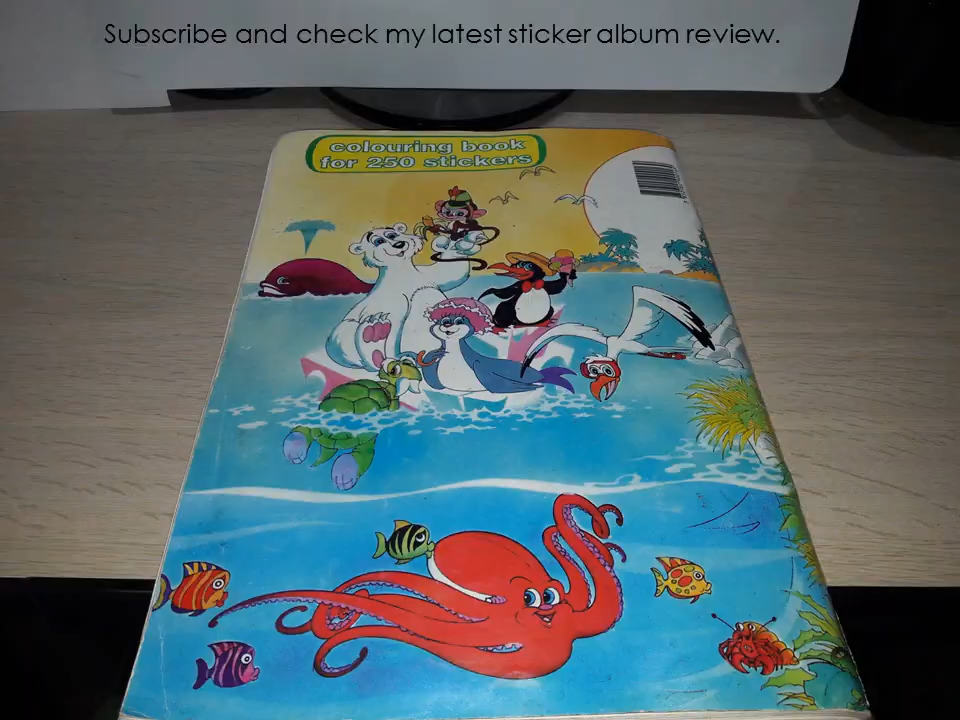 Subscribe and check my latest sticker album review.
colouring book
for 250 stickers